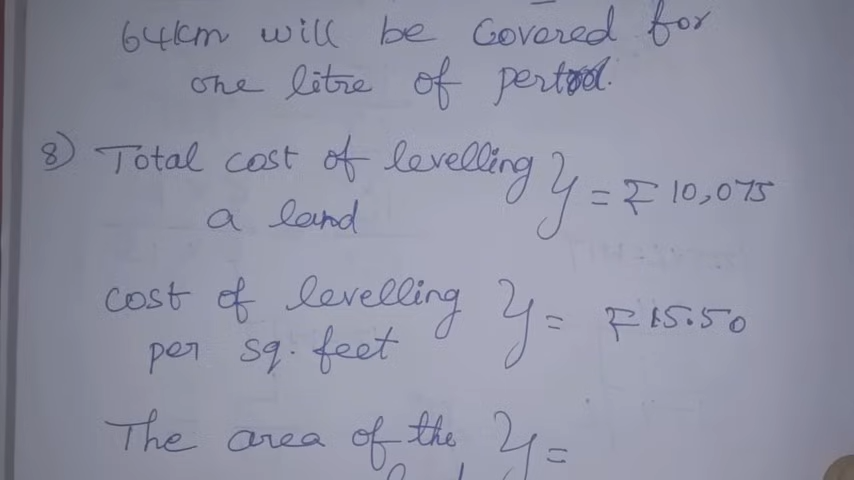 64km will be covered for
one litre of pertol.
8) Total cost of levelling
a land } = ₹ 10,075
cost of levelling
per sq. feet } = ₹ 15.50
The area of the } =